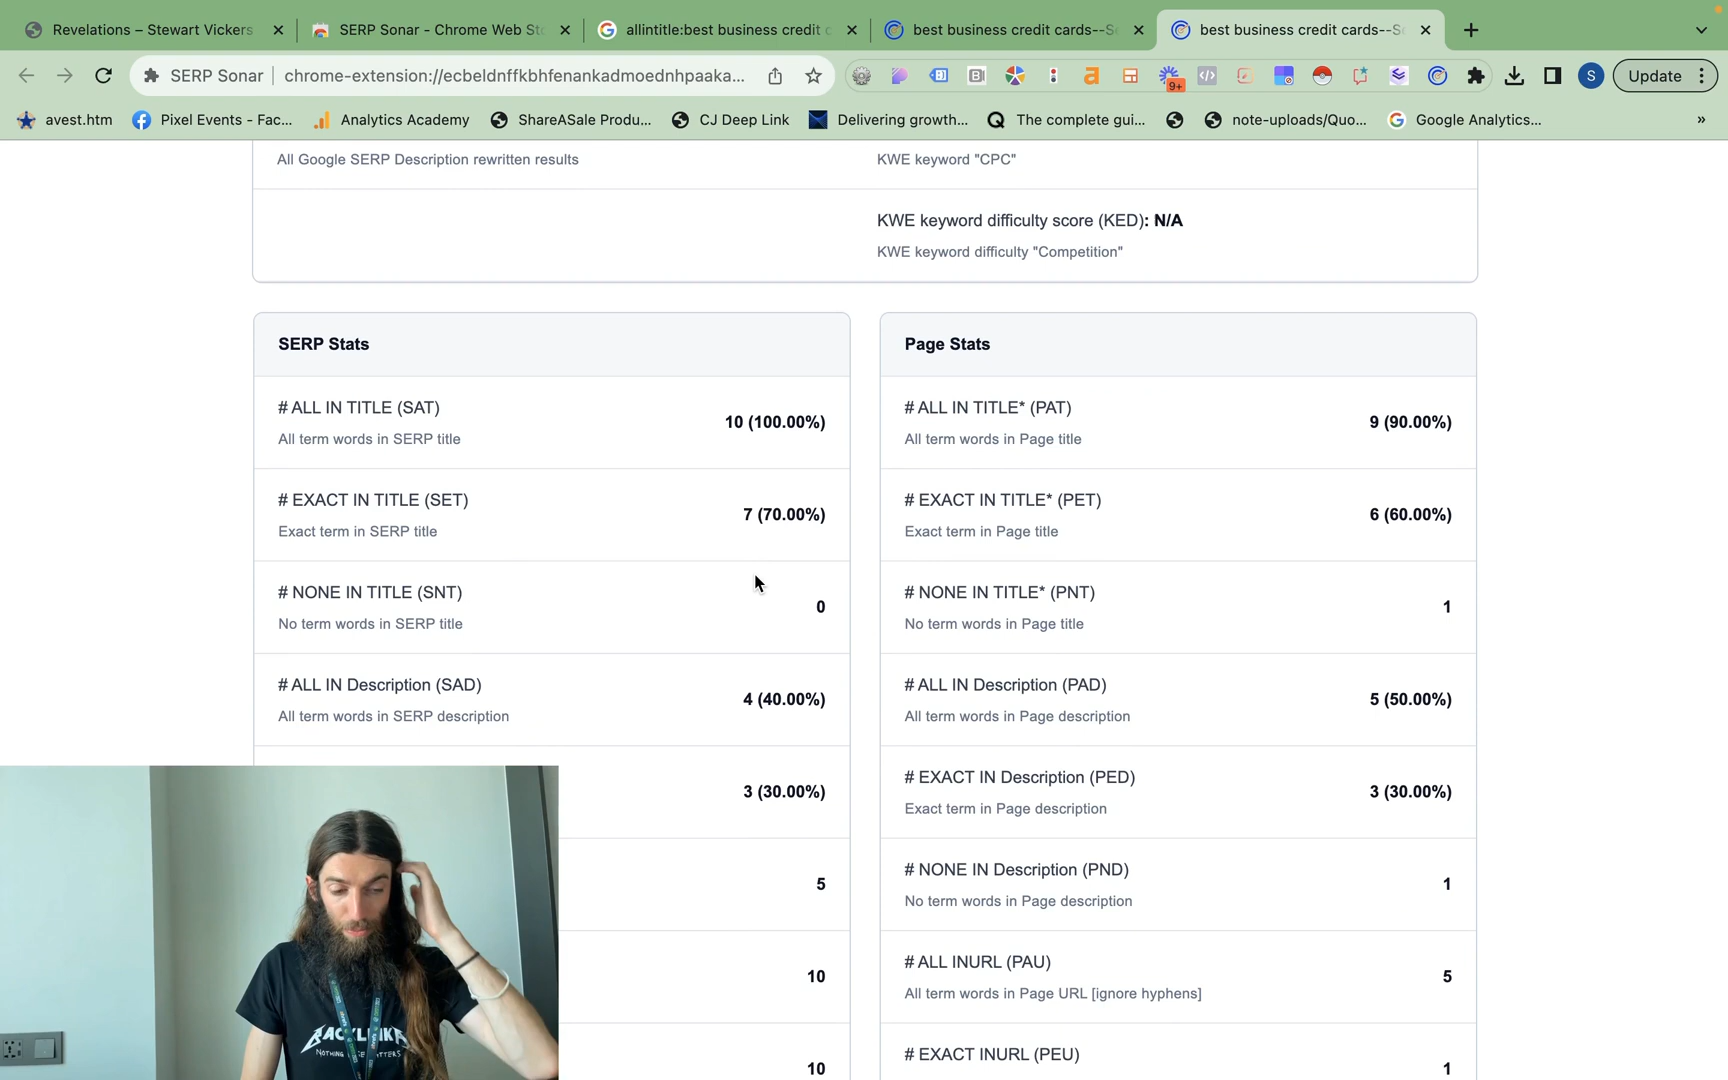 Revelations – Stewart Vickers
SERP Sonar - Chrome Web Sto
allintitle:best business credit c
best business credit cards--Se
best business credit cards--Se
SERP Sonar
chrome-extension://ecbeldnffkbhfenankadmoednhpaaka...
9+
S
Update
avest.htm
Pixel Events - Fac...
Analytics Academy
ShareASale Produ...
CJ Deep Link
Delivering growth...
The complete gui...
note-uploads/Quo...
Google Analytics...
»
All Google SERP Description rewritten results
KWE keyword "CPC"
KWE keyword difficulty score (KED): N/A
KWE keyword difficulty "Competition"
SERP Stats
# ALL IN TITLE (SAT)
All term words in SERP title
10 (100.00%)
# EXACT IN TITLE (SET)
Exact term in SERP title
7 (70.00%)
# NONE IN TITLE (SNT)
No term words in SERP title
0
# ALL IN Description (SAD)
All term words in SERP description
4 (40.00%)
3 (30.00%)
5
10
10
Page Stats
# ALL IN TITLE* (PAT)
All term words in Page title
9 (90.00%)
# EXACT IN TITLE* (PET)
Exact term in Page title
6 (60.00%)
# NONE IN TITLE* (PNT)
No term words in Page title
1
# ALL IN Description (PAD)
All term words in Page description
5 (50.00%)
# EXACT IN Description (PED)
Exact term in Page description
3 (30.00%)
# NONE IN Description (PND)
No term words in Page description
1
# ALL INURL (PAU)
All term words in Page URL [ignore hyphens]
5
# EXACT INURL (PEU)
1